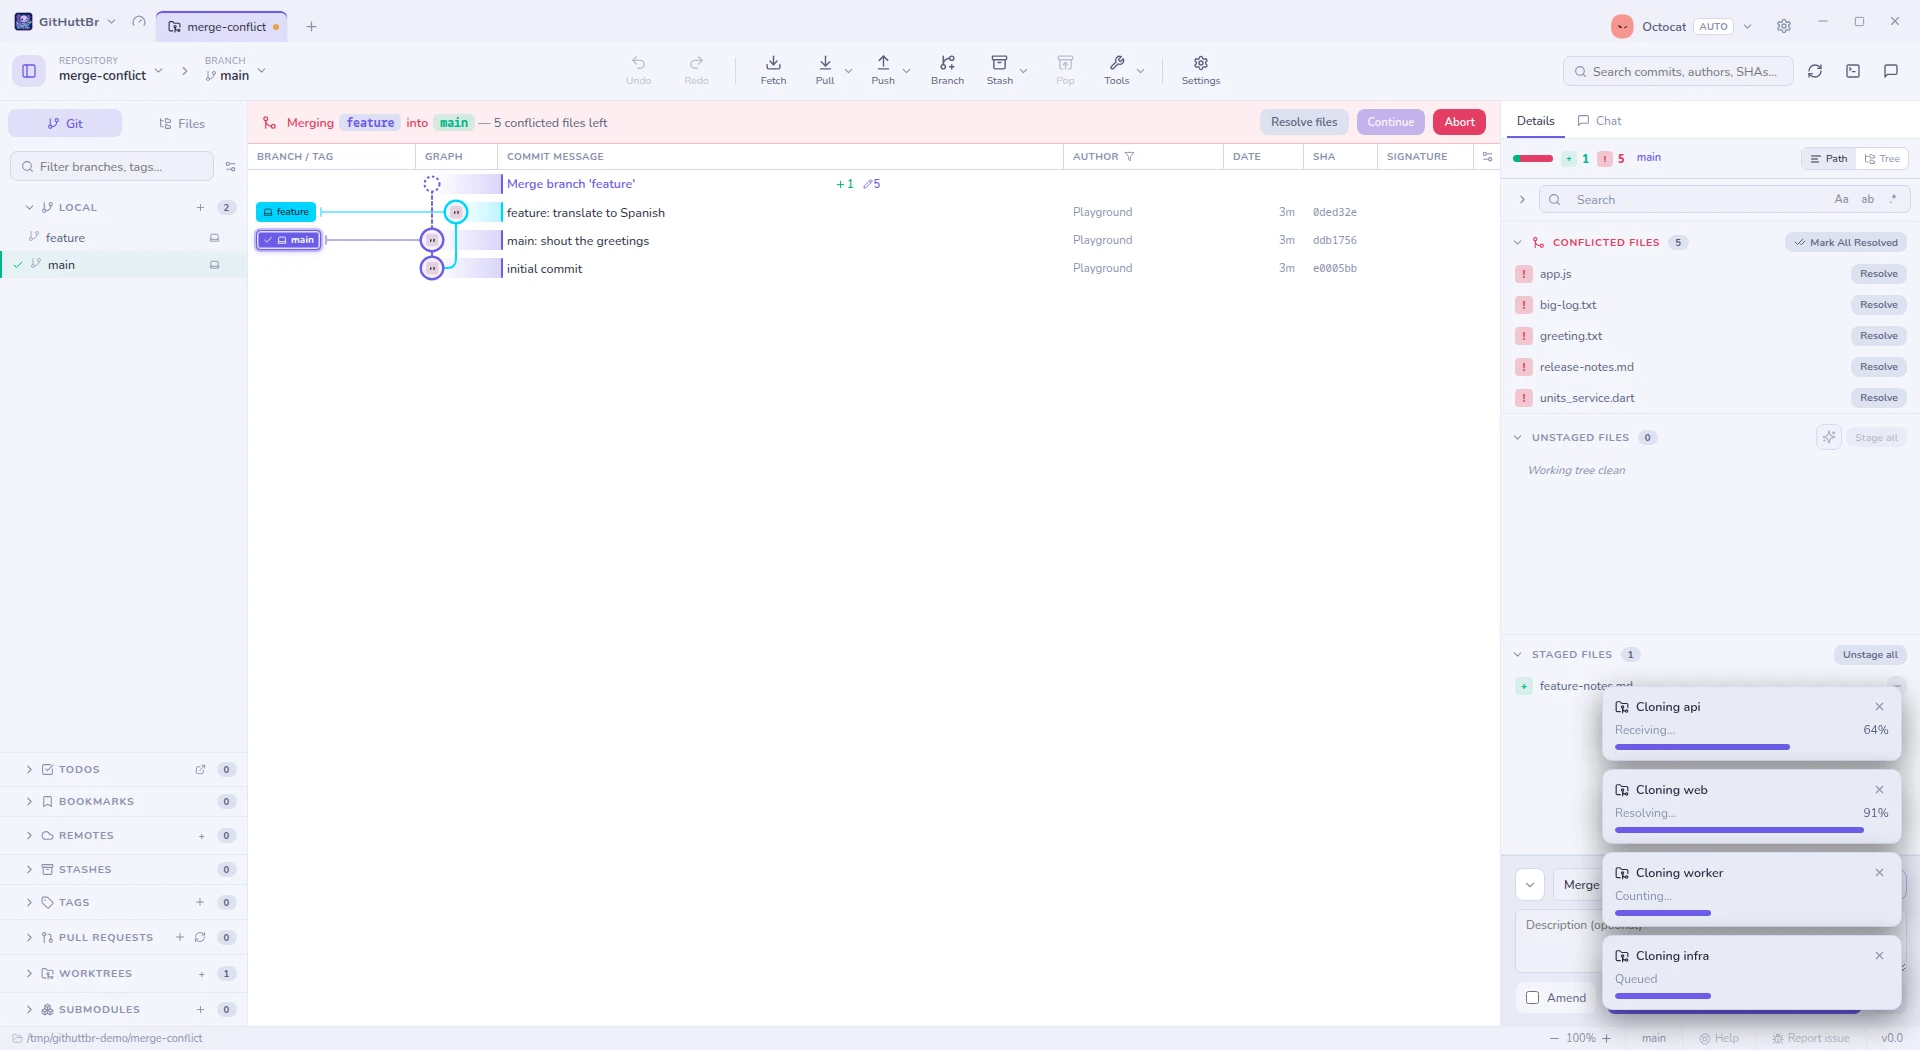 GitHuttBr
merge-conflict
Octocat AUTO
REPOSITORY
merge-conflict
BRANCH
main
Undo
Redo
Fetch
Pull
Push
Branch
Stash
Pop
Tools
Settings
Search commits, authors, SHAs...
Git
Files
Filter branches, tags...
LOCAL 2
feature
main
TODOS 0
BOOKMARKS 0
REMOTES 0
STASHES 0
TAGS 0
PULL REQUESTS 0
WORKTREES 1
SUBMODULES 0
Merging feature into main — 5 conflicted files left
Resolve files
Continue
Abort
BRANCH / TAG GRAPH COMMIT MESSAGE AUTHOR DATE SHA SIGNATURE
Merge branch 'feature' +1 5
feature feature: translate to Spanish Playground 3m 0ded32e
main main: shout the greetings Playground 3m ddb1756
initial commit Playground 3m e0005bb
Details
Chat
+ 1 ! 5 main
Path
Tree
Search Aa ab .*
CONFLICTED FILES 5 Mark All Resolved
! app.js Resolve
! big-log.txt Resolve
! greeting.txt Resolve
! release-notes.md Resolve
! units_service.dart Resolve
UNSTAGED FILES 0 Stage all
Working tree clean
STAGED FILES 1 Unstage all
+ feature-notes.md
Cloning api
Receiving... 64%
Cloning web
Resolving... 91%
Cloning worker
Counting...
Cloning infra
Queued
Merge
Description (optional)
Amend
/tmp/githuttbr-demo/merge-conflict
100%
main
Help
Report issue
v0.0